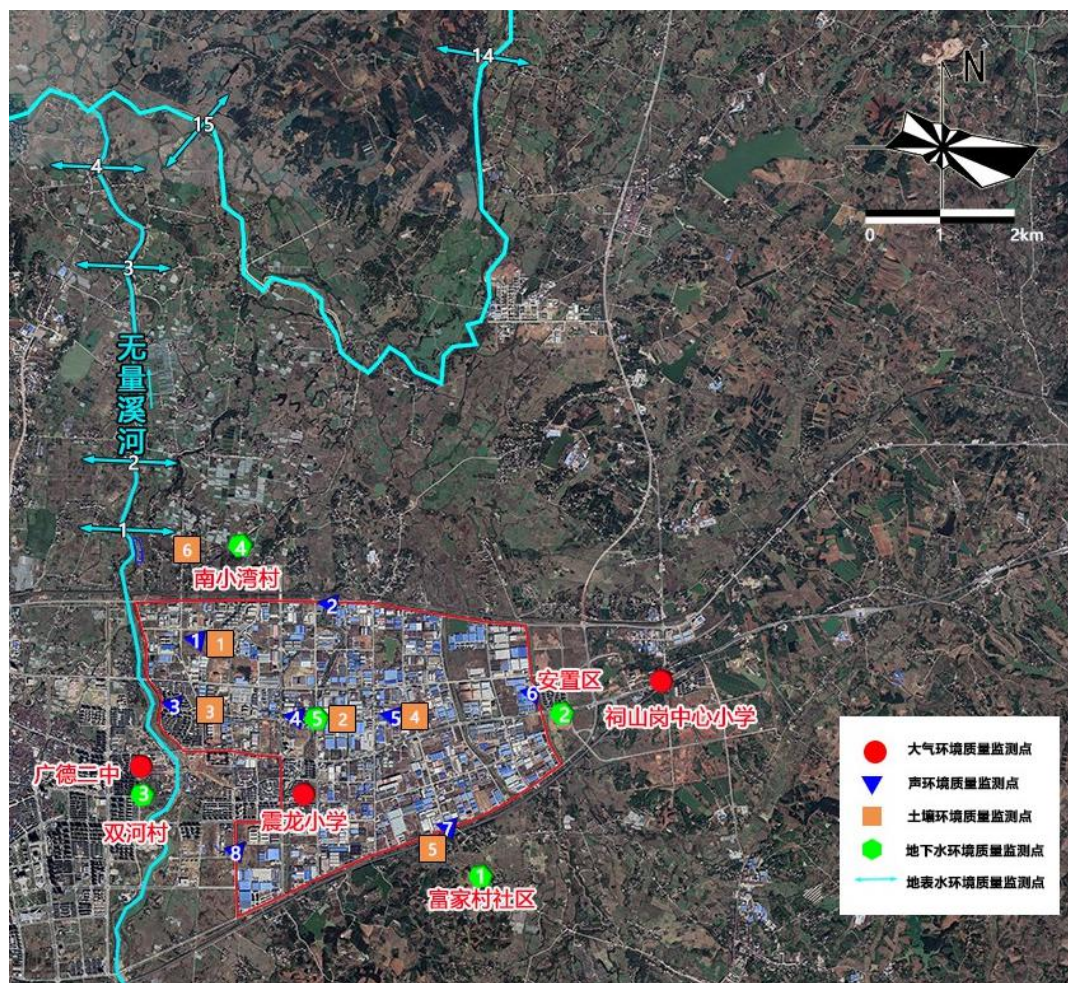 14
N
15
4
0 1 2km
3
无量溪河
2
1
6
4
南小湾村
2
1
1
安置区
6
3
3
4
5
2
5
4
2
祠山岗中心小学
广德二中
3
双河村
震龙小学
8
7
5
1
富家村社区
大气环境质量监测点
声环境质量监测点
土壤环境质量监测点
地下水环境质量监测点
地表水环境质量监测点